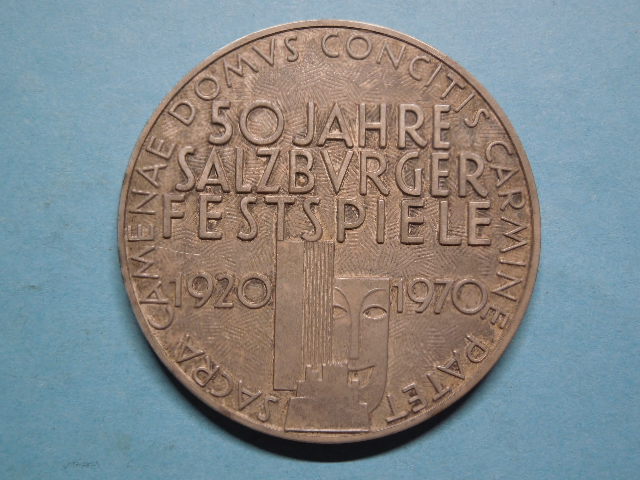 SACRA CAMENAE DOMVS CONCITIS CARMINE PATET
50 JAHRE
SALZBVRGER
FESTSPIELE
1920 1970